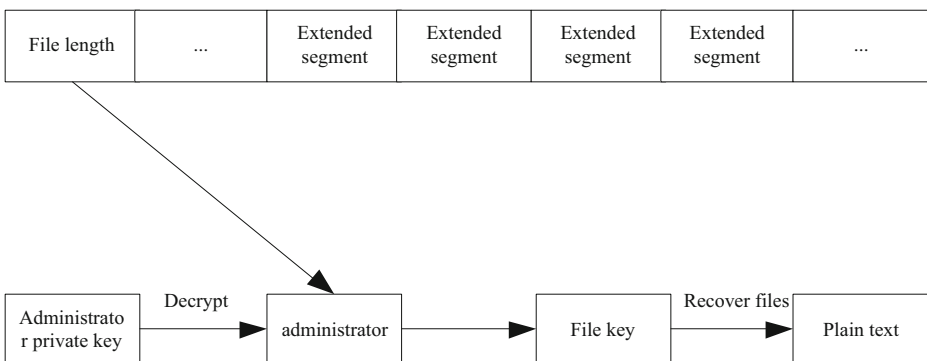 File length
...
Extended
segment
Extended
segment
Extended
segment
Extended
segment
...
Administrato
r private key
Decrypt
administrator
File key
Recover files
Plain text